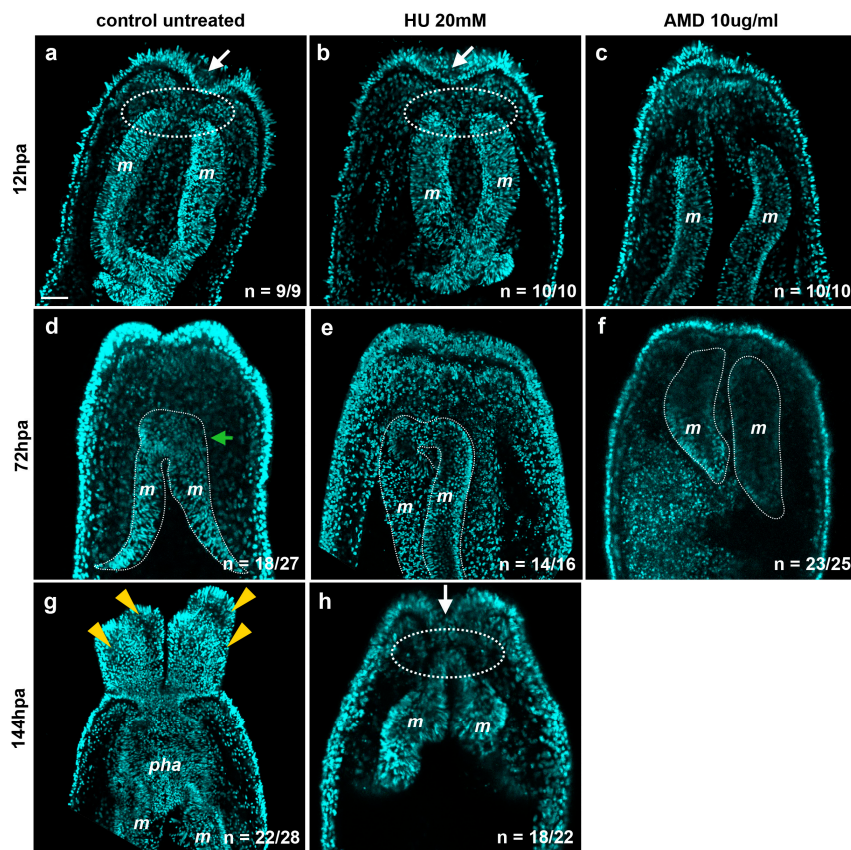 control untreated HU 20mM AMD 10ug/ml
12hpa
a b c
m m m m m m
n = 9/9 n = 10/10 n = 10/10
72hpa
d e f
m m m m m m
n = 18/27 n = 14/16 n = 23/25
144hpa
g h
pha m m
m m
n = 22/28 n = 18/22